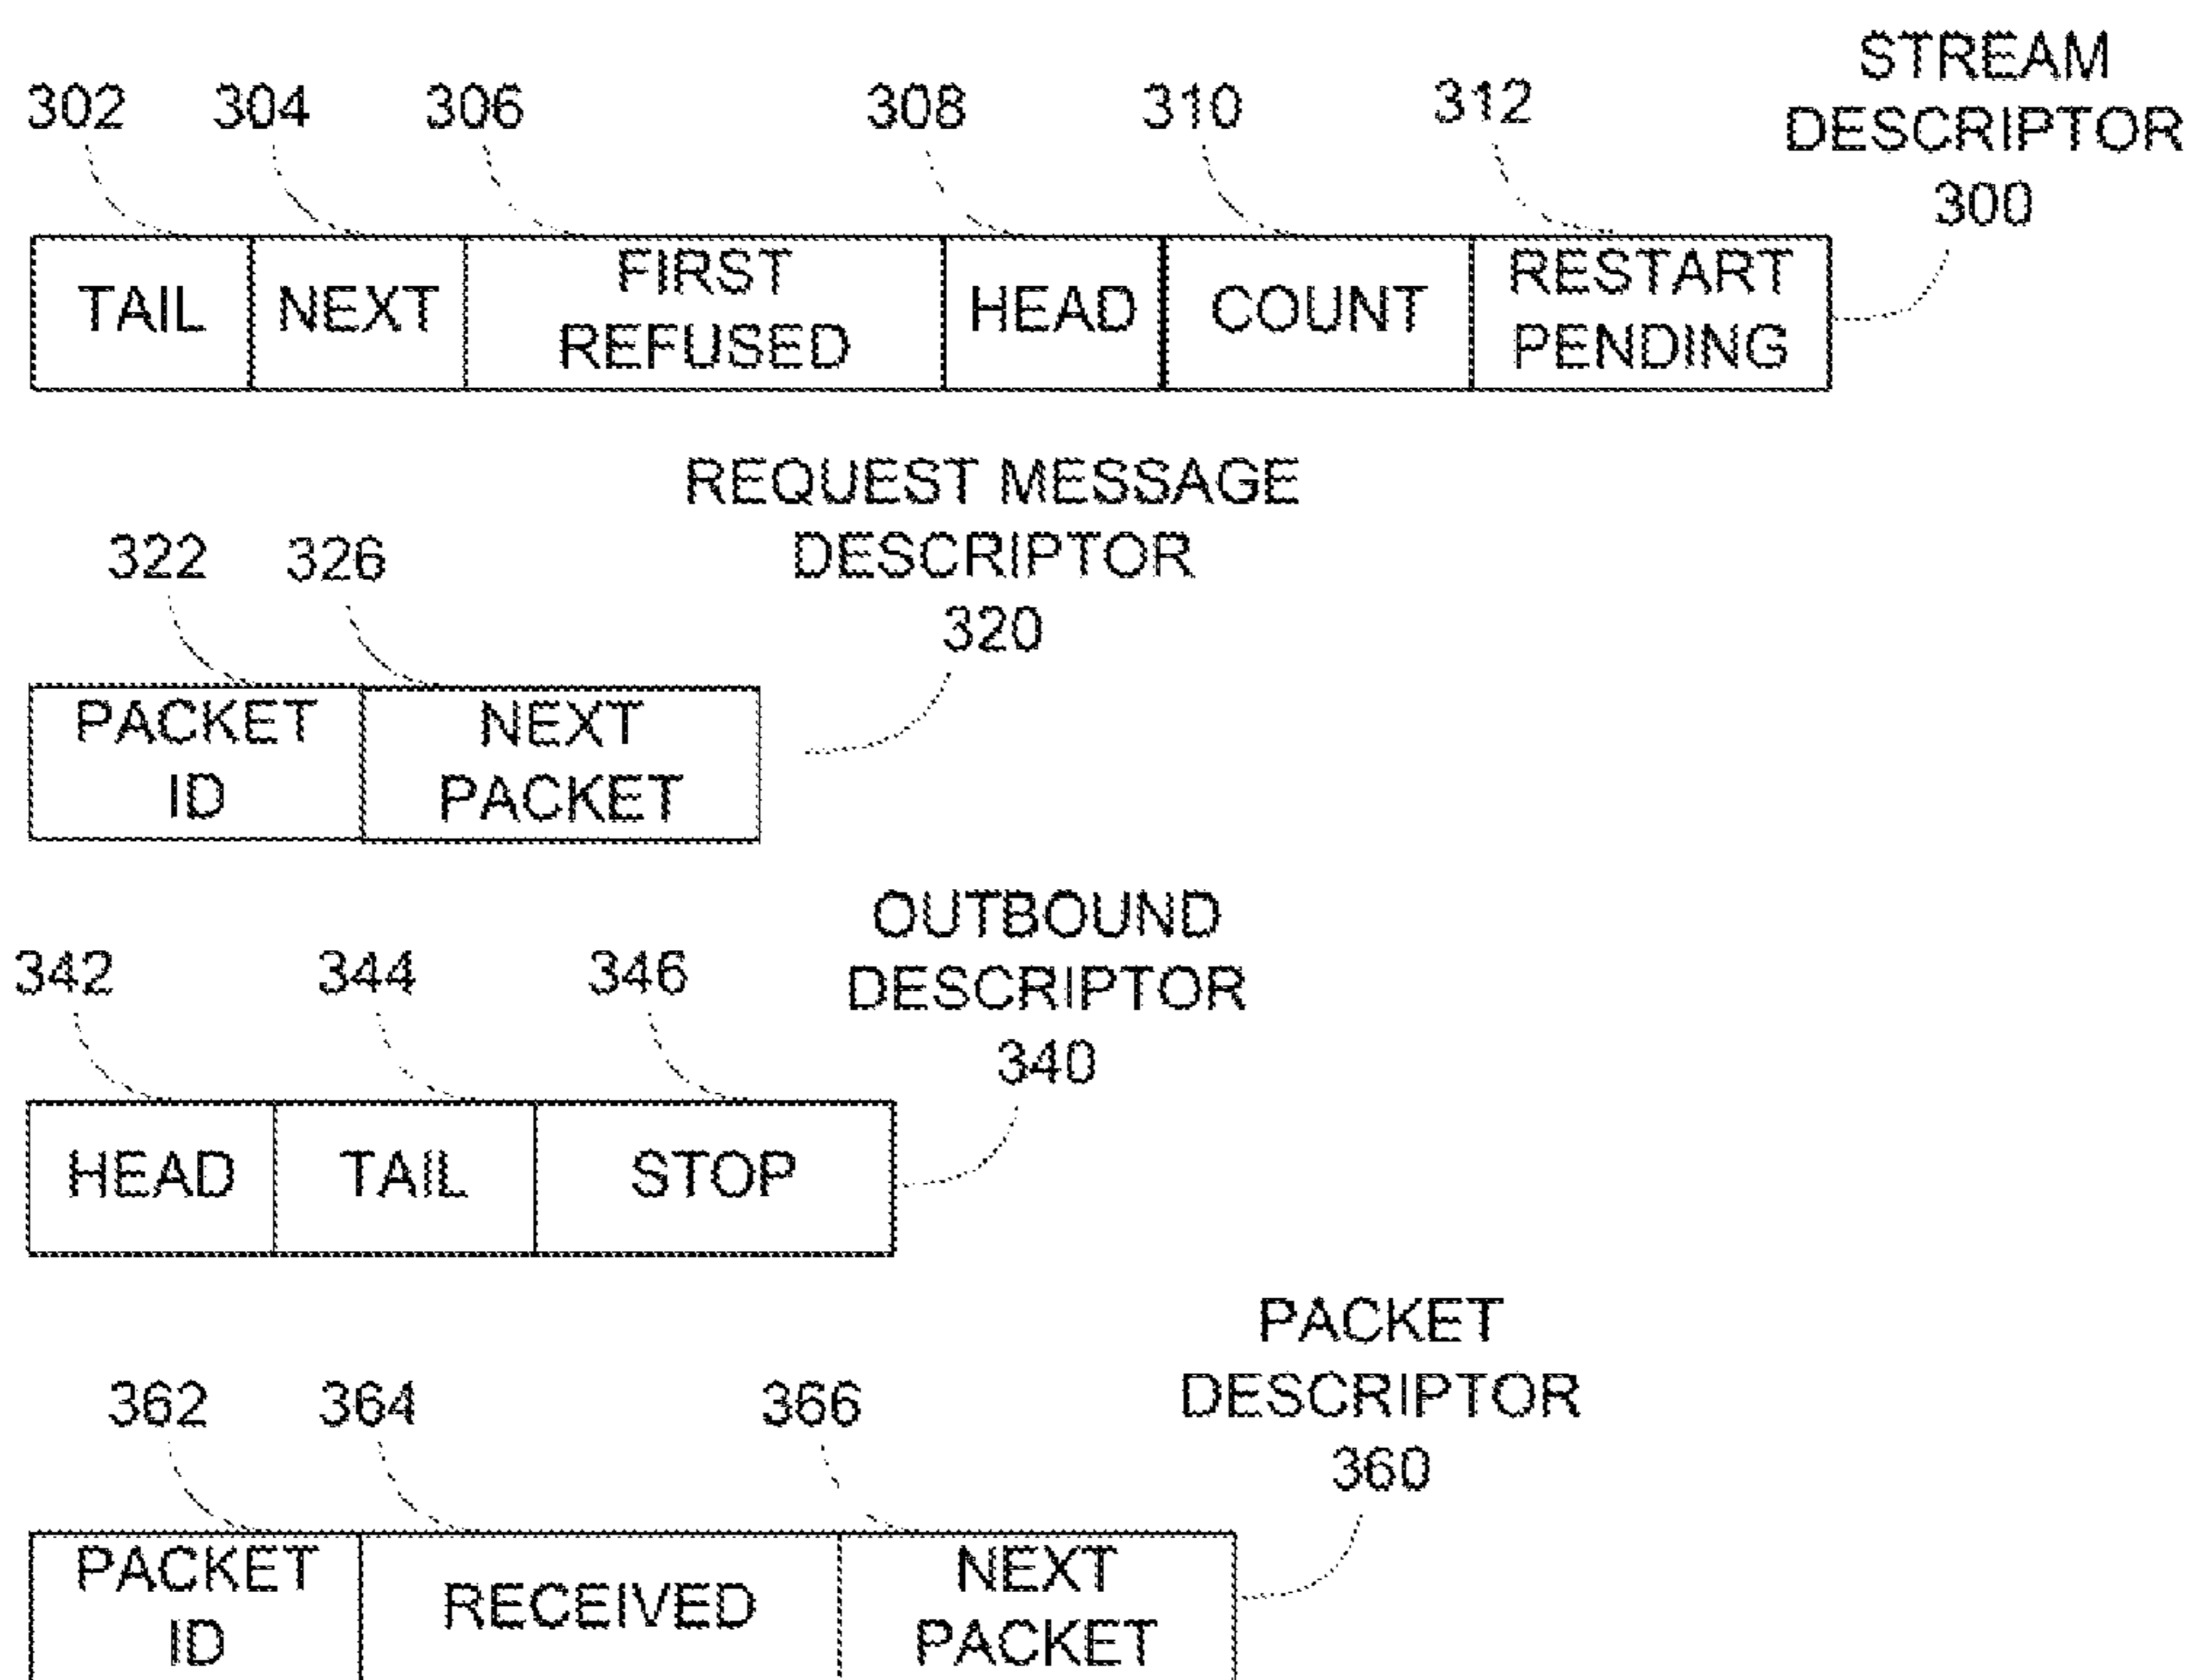 STREAM
DESCRIPTOR
300
302 304 306 308 310 312
TAIL NEXT FIRST REFUSED HEAD COUNT RESTART PENDING
REQUEST MESSAGE
DESCRIPTOR
320
322 326
PACKET ID NEXT PACKET
OUTBOUND
DESCRIPTOR
340
342 344 346
HEAD TAIL STOP
PACKET
DESCRIPTOR
360
362 364 366
PACKET ID RECEIVED NEXT PACKET